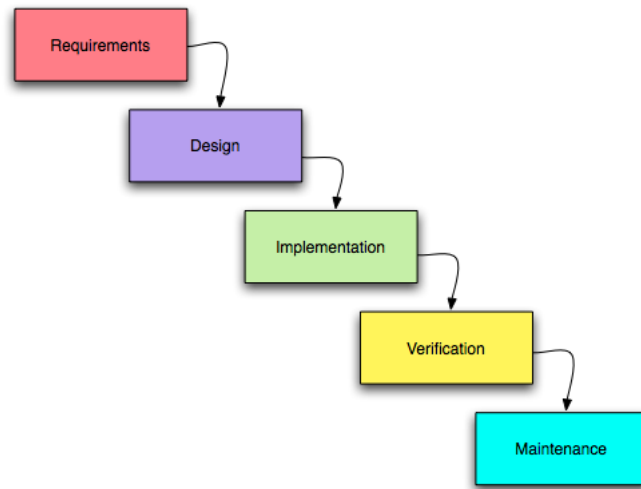 Requirements
Design
Implementation
Verification
Maintenance